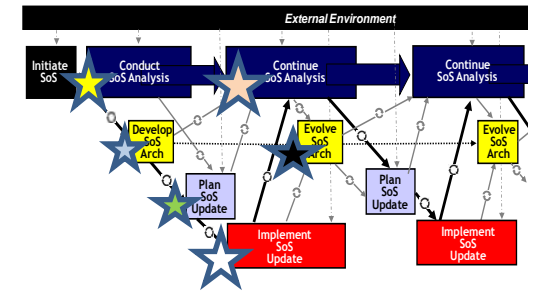 External Environment
Initiate
SoS
Conduct
SoS Analysis
Continue
SoS Analysis
Continue
SoS Analysis
Develop
SoS
Arch
Evolve
SoS
Arch
Evolve
SoS
Arch
Plan
SoS
Update
Plan
SoS
Update
Implement
SoS
Update
Implement
SoS
Update